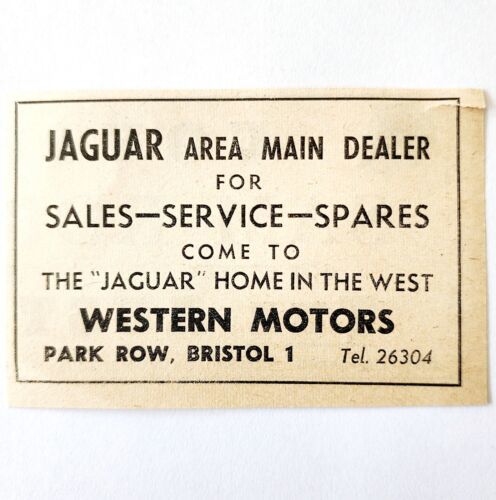 JAGUAR AREA MAIN DEALER
FOR
SALES—SERVICE—SPARES
COME TO
THE "JAGUAR" HOME IN THE WEST
WESTERN MOTORS
PARK ROW, BRISTOL 1 Tel. 26304